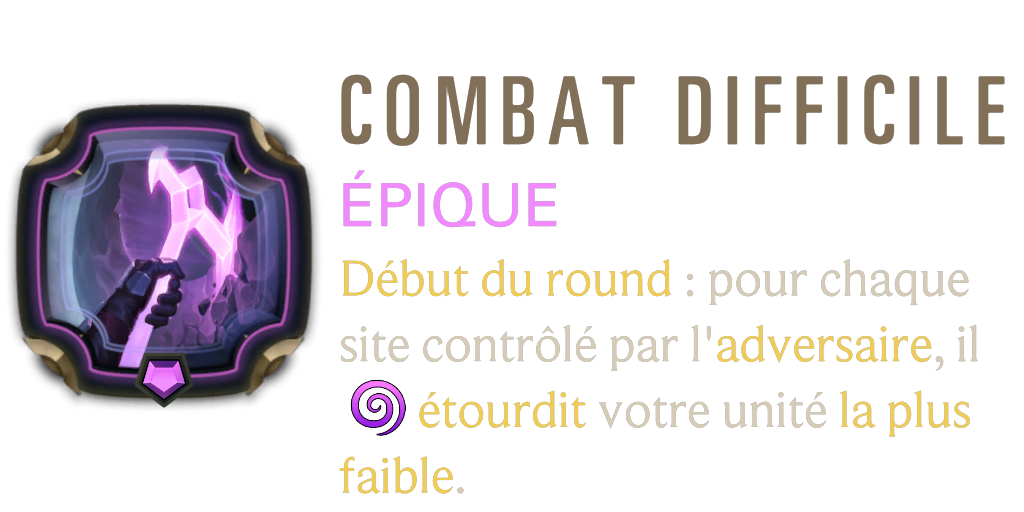 COMBAT DIFFICILE
ÉPIQUE
Début du round : pour chaque
site contrôlé par l'adversaire, il
étourdit votre unité la plus
faible.